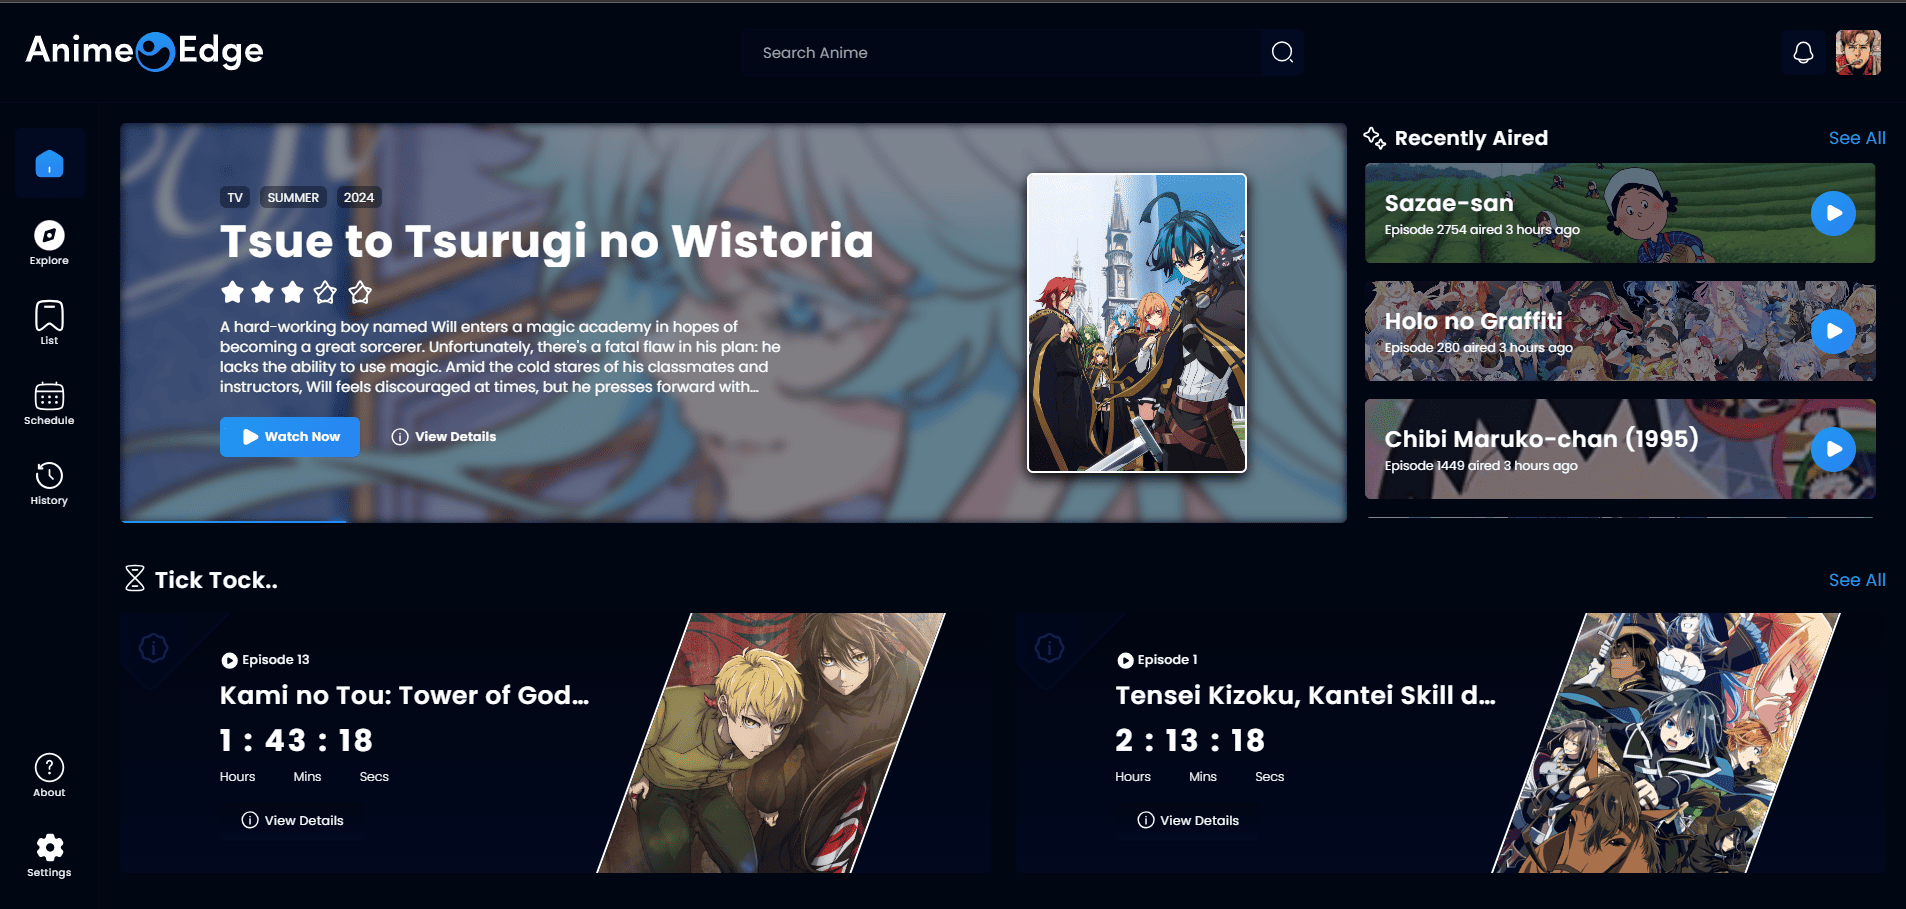 Anime Edge
Search Anime
Explore
List
Schedule
History
About
Settings
TV SUMMER 2024
Tsue to Tsurugi no Wistoria
A hard-working boy named Will enters a magic academy in hopes of
becoming a great sorcerer. Unfortunately, there's a fatal flaw in his plan: he
lacks the ability to use magic. Amid the cold stares of his classmates and
instructors, Will feels discouraged at times, but he presses forward with...
Watch Now View Details
Recently Aired See All
Sazae-san
Episode 2754 aired 3 hours ago
Holo no Graffiti
Episode 280 aired 3 hours ago
Chibi Maruko-chan (1995)
Episode 1449 aired 3 hours ago
Tick Tock.. See All
Episode 13
Kami no Tou: Tower of God...
1 : 43 : 18
Hours Mins Secs
View Details
Episode 1
Tensei Kizoku, Kantei Skill d...
2 : 13 : 18
Hours Mins Secs
View Details